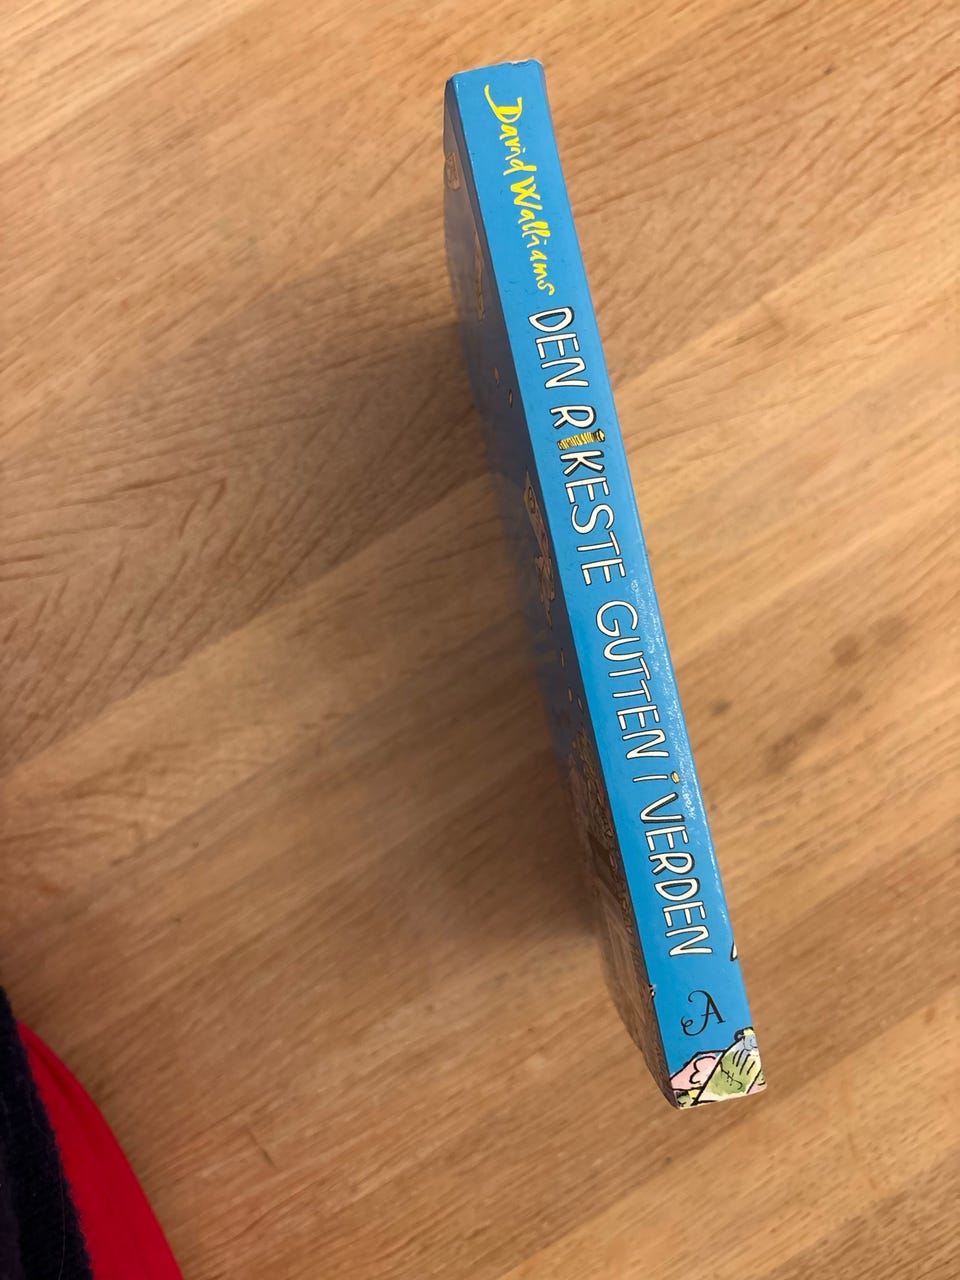 David Walliams
DEN RIKESTE GUTTEN i VERDEN
A